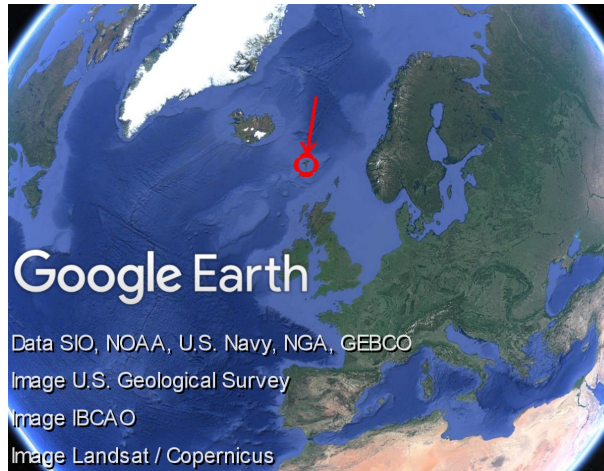 Google Earth
Data SIO, NOAA, U.S. Navy, NGA, GEBCO
Image U.S. Geological Survey
Image IBCAO
Image Landsat / Copernicus